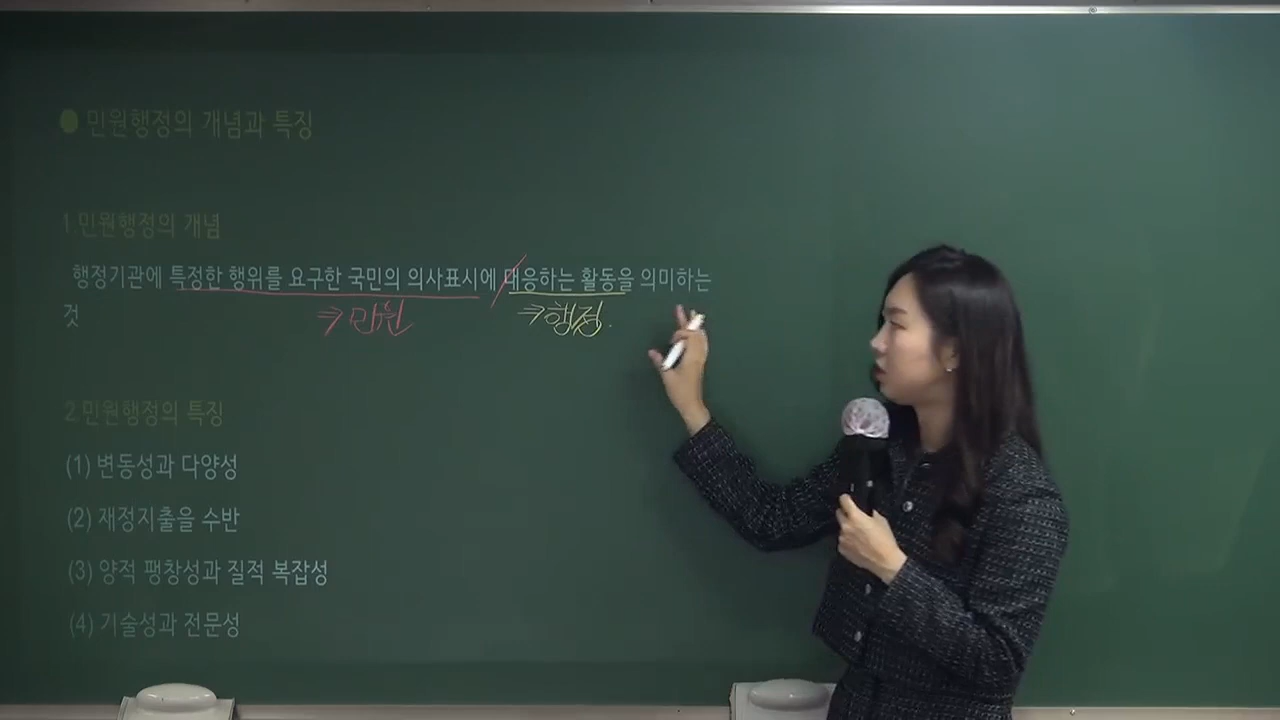 ● 민원행정의 개념과 특징
1.민원행정의 개념
행정기관에 특정한 행위를 요구한 국민의 의사표시에 대응하는 활동을 의미하는
것
⇒ 민원 ⇒ 행정.
2.민원행정의 특징
(1) 변동성과 다양성
(2) 재정지출을 수반
(3) 양적 팽창성과 질적 복잡성
(4) 기술성과 전문성